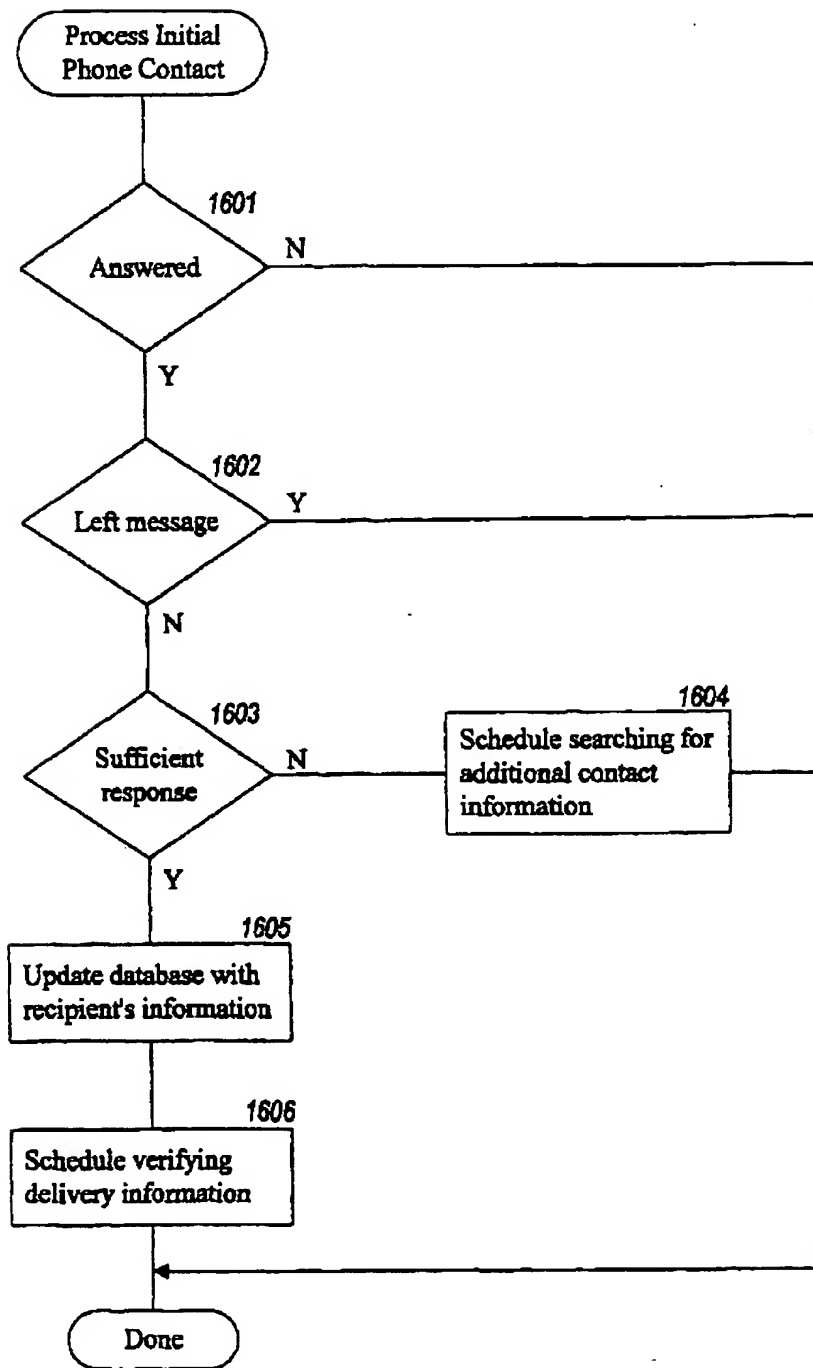 Process Initial
Phone Contact
1601
Answered
N
Y
1602
Left message
Y
N
1603
Sufficient
response
N
1604
Schedule searching for
additional contact
information
Y
1605
Update database with
recipient's information
1606
Schedule verifying
delivery information
Done